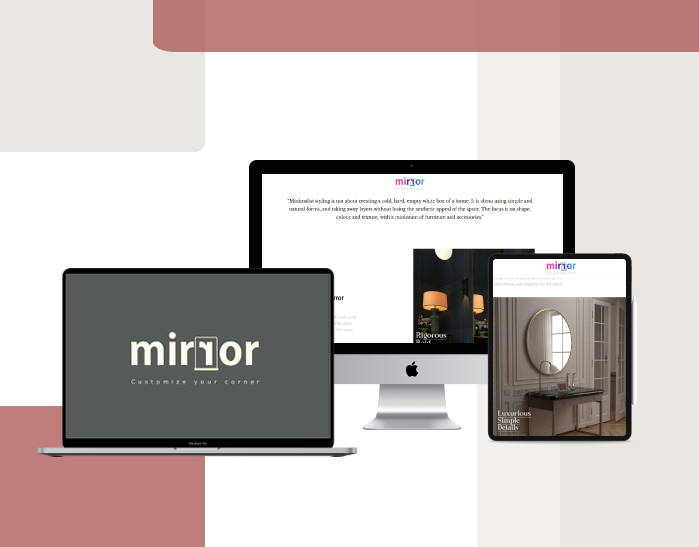 mirror
"Minimalist styling is not about creating a cold, hard, empty white box of a home. It is about using simple and
natural forms, and taking away layers without losing the aesthetic appeal of the space. The focus is on shape,
colour and texture, with a minimum of furniture and accessories."
rror
Rigorous
Bold
mirror
Luxurious
Simple
Details
mirror
Customize your corner
MacBook Pro